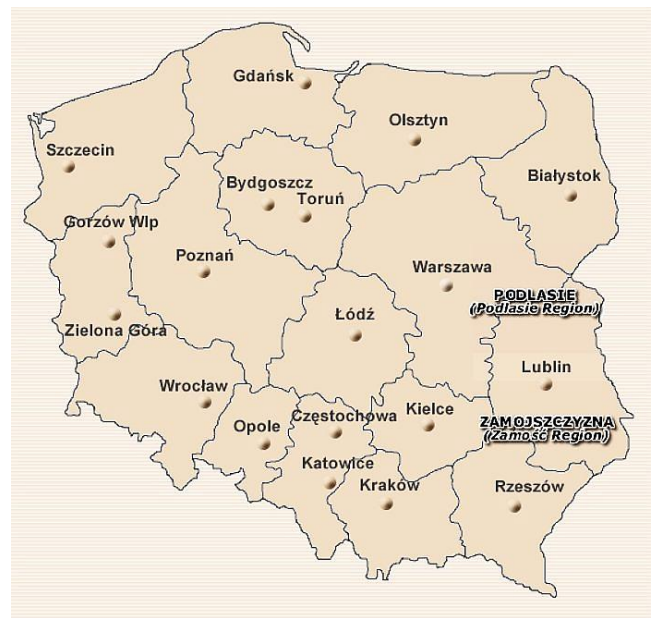 Gdańsk
Olsztyn
Szczecin
Białystok
Bydgoszcz
Toruń
Gorzów Wlp
Poznań
Warszawa
PODLASIE
(Podlasie Region)
Łódź
Zielona Góra
Lublin
Wrocław
Częstochowa
Kielce
Opole
ZAMOJSZCZYZNA
(Zamość Region)
Katowice
Kraków
Rzeszów